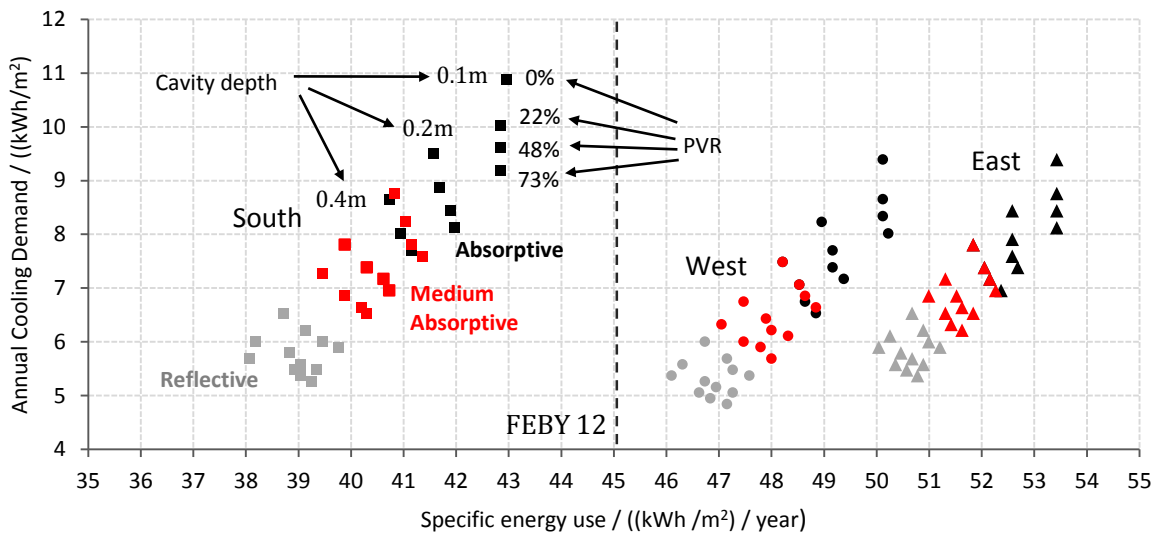 Annual Cooling Demand / ((kWh/m²)
12
11
10
9
8
7
6
5
4
Cavity depth
0.1m
0.2m
0.4m
0%
22%
48%
73%
PVR
South
Absorptive
Medium
Absorptive
Reflective
West
East
FEBY 12
35 36 37 38 39 40 41 42 43 44 45 46 47 48 49 50 51 52 53 54 55
Specific energy use / ((kWh /m²) / year)